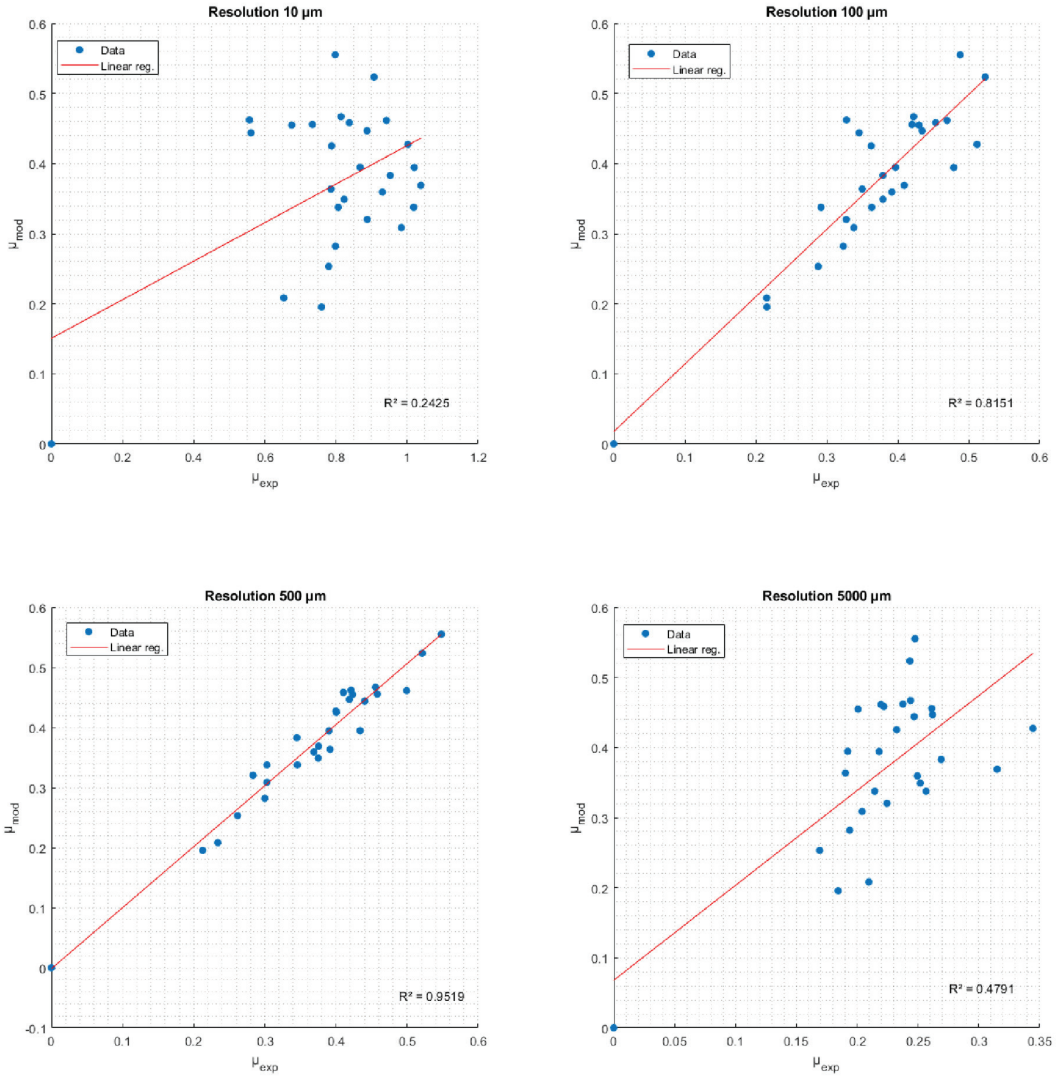 Resolution 10 µm
Data
Linear reg.
0.6
0.5
0.4
0.3
0.2
0.1
0
μmod
R² = 0.2425
0 0.2 0.4 0.6 0.8 1 1.2
μexp
Resolution 100 µm
Data
Linear reg.
0.6
0.5
0.4
0.3
0.2
0.1
0
μmod
R² = 0.8151
0 0.1 0.2 0.3 0.4 0.5 0.6
μexp
Resolution 500 µm
Data
Linear reg.
0.6
0.5
0.4
0.3
0.2
0.1
0
-0.1
μmod
R² = 0.9519
0 0.1 0.2 0.3 0.4 0.5 0.6
μexp
Resolution 5000 µm
Data
Linear reg.
0.6
0.5
0.4
0.3
0.2
0.1
0
μmod
R² = 0.4791
0 0.05 0.1 0.15 0.2 0.25 0.3 0.35
μexp